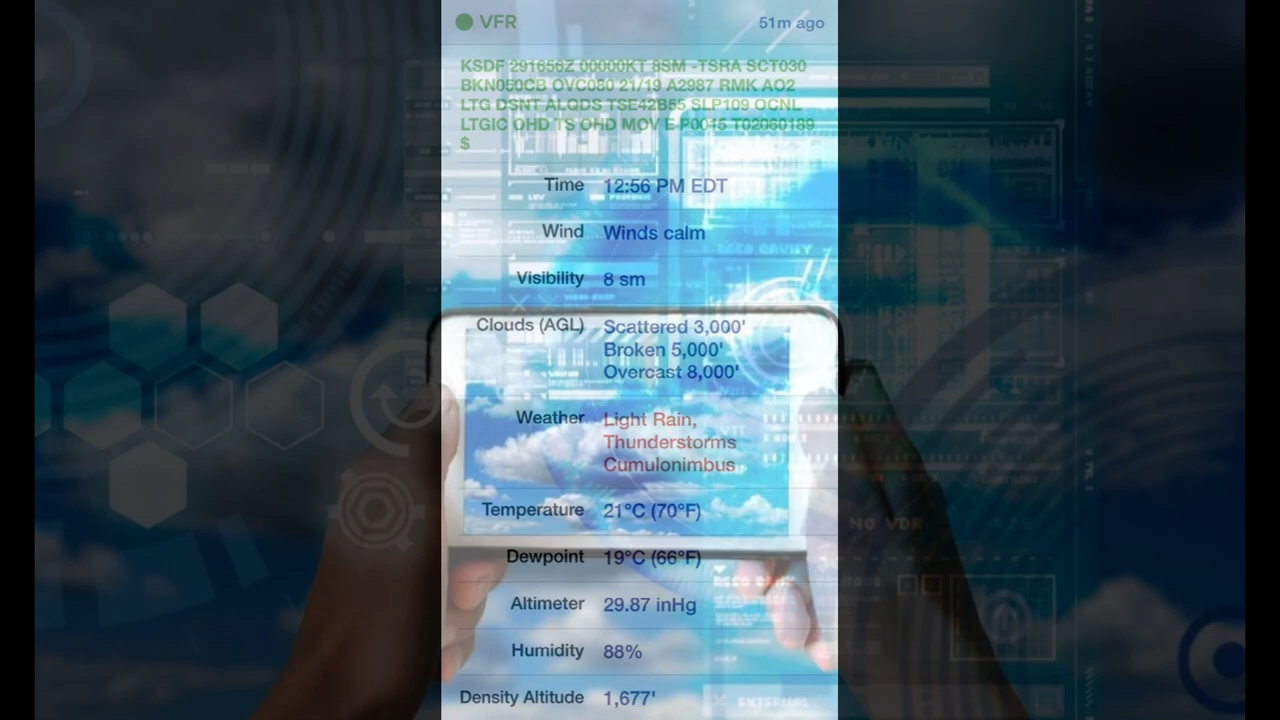 VFR 51m ago
KSDF 291656Z 00000KT 8SM -TSRA SCT030
BKN050CB OVC080 21/19 A2987 RMK AO2
LTG DSNT ALQDS TSE42B55 SLP109 OCNL
LTGIC OHD TS OHD MOV E P0015 T02060189
$
Time 12:56 PM EDT
Wind Winds calm
Visibility 8 sm
Clouds (AGL) Scattered 3,000'
Broken 5,000'
Overcast 8,000'
Weather Light Rain,
Thunderstorms
Cumulonimbus
Temperature 21°C (70°F)
NO VDR
Dewpoint 19°C (66°F)
Altimeter 29.87 inHg
Humidity 88%
Density Altitude 1,677'
EXTERNAL